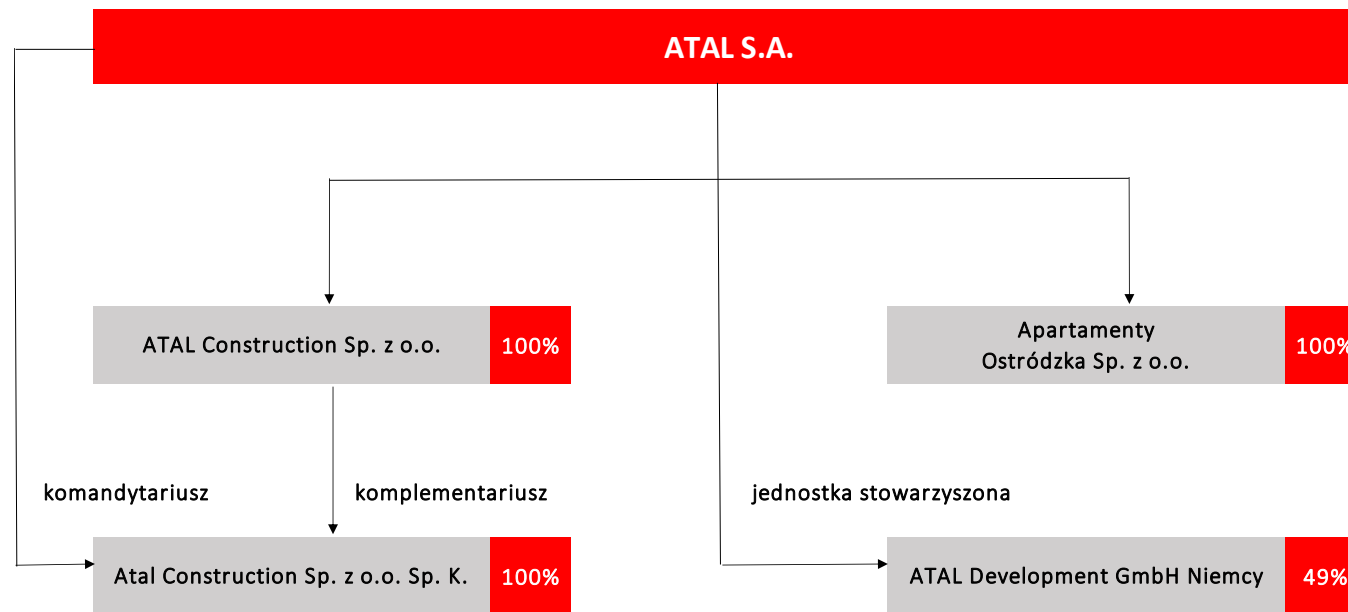 ATAL S.A.
ATAL Construction Sp. z o.o.
100%
Apartamenty
Ostródzka Sp. z o.o.
100%
komandytariusz
komplementariusz
jednostka stowarzyszona
Atal Construction Sp. z o.o. Sp. K.
100%
ATAL Development GmbH Niemcy
49%